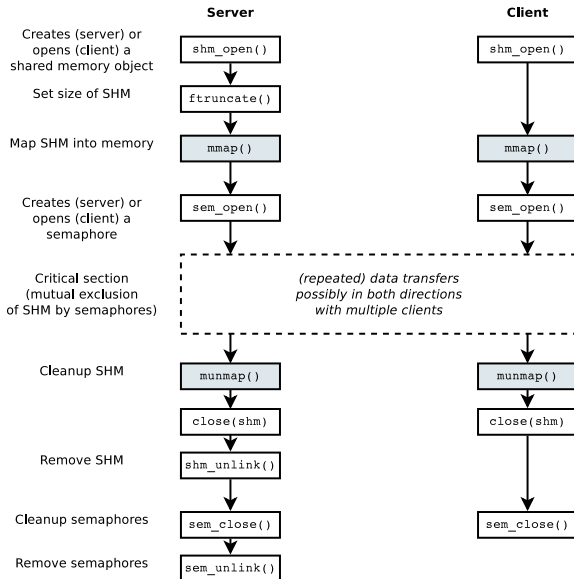 Server
Client
Creates (server) or
opens (client) a
shared memory object
shm_open()
shm_open()
Set size of SHM
ftruncate()
Map SHM into memory
mmap()
mmap()
Creates (server) or
opens (client) a
semaphore
sem_open()
sem_open()
Critical section
(mutual exclusion
of SHM by semaphores)
(repeated) data transfers
possibly in both directions
with multiple clients
Cleanup SHM
munmap()
munmap()
close(shm)
close(shm)
Remove SHM
shm_unlink()
Cleanup semaphores
sem_close()
sem_close()
Remove semaphores
sem_unlink()